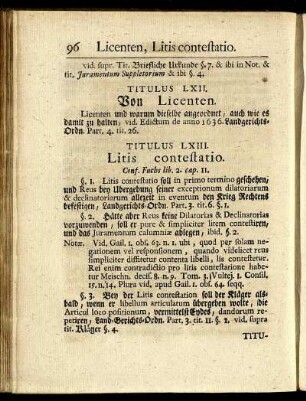 96 Licenten, Litis contestatio.
vid. supr. Tit. Briefliche Urkunde §. 7. & ibi in Not. &
tit. Juramentum Suppletorium & ibi §. 4.
TITULUS LXII.
Von Licenten.
Licenten und warum dieselbe angeordnet, auch wie es
damit zu halten, vid. Edictum de anno 1636. Landgerichts-
Ordn. Part. 4. tit. 26.
TITULUS LXIII.
Litis contestatio.
Conf. Fuchs lib. 2. cap. 11.
§. 1. Litis contestatio soll in primo termino geschehen,
und Reus bey Ubergebung seiner exceptionum dilatoriarum
& declinatoriarum allezeit in eventum den Krieg Rechtens
befestigen, Landgerichts-Ordn. Part. 3. tit. 6. §. 1.
§. 2. Hätte aber Reus keine Dilatorias & Declinatorias
vorzuwenden, soll er pure & simpliciter litem contestiren,
und das Juramentum calumniæ ablegen, ibid. §. 2.
Notæ. Vid. Gail. 1. obs. 63. n. 1. ubi, quod per solam ne-
gationem vel responsionem, quando videlicet reus
simpliciter diffitetur contenta libelli, lis contestetur.
Rei enim contradictio pro litis contestatione habe-
tur Meischn. decis. 8. n. 9. Tom. 3. Vultej. 1. Consil.
15. n. 14. Plura vid. apud Gail. 1. obs. 64. seqq.
§. 3. Bey der Litis contestation soll der Kläger als-
bald, wenn er libellum articulatum übergeben wolte, die
Articul loco positionum, vermittelst Eydes, dandorum re-
petiren, Land-Gerichts-Ordn. Part. 3. tit. 11. §. 2. vid. supra
tit. Kläger §. 4.
TITU-